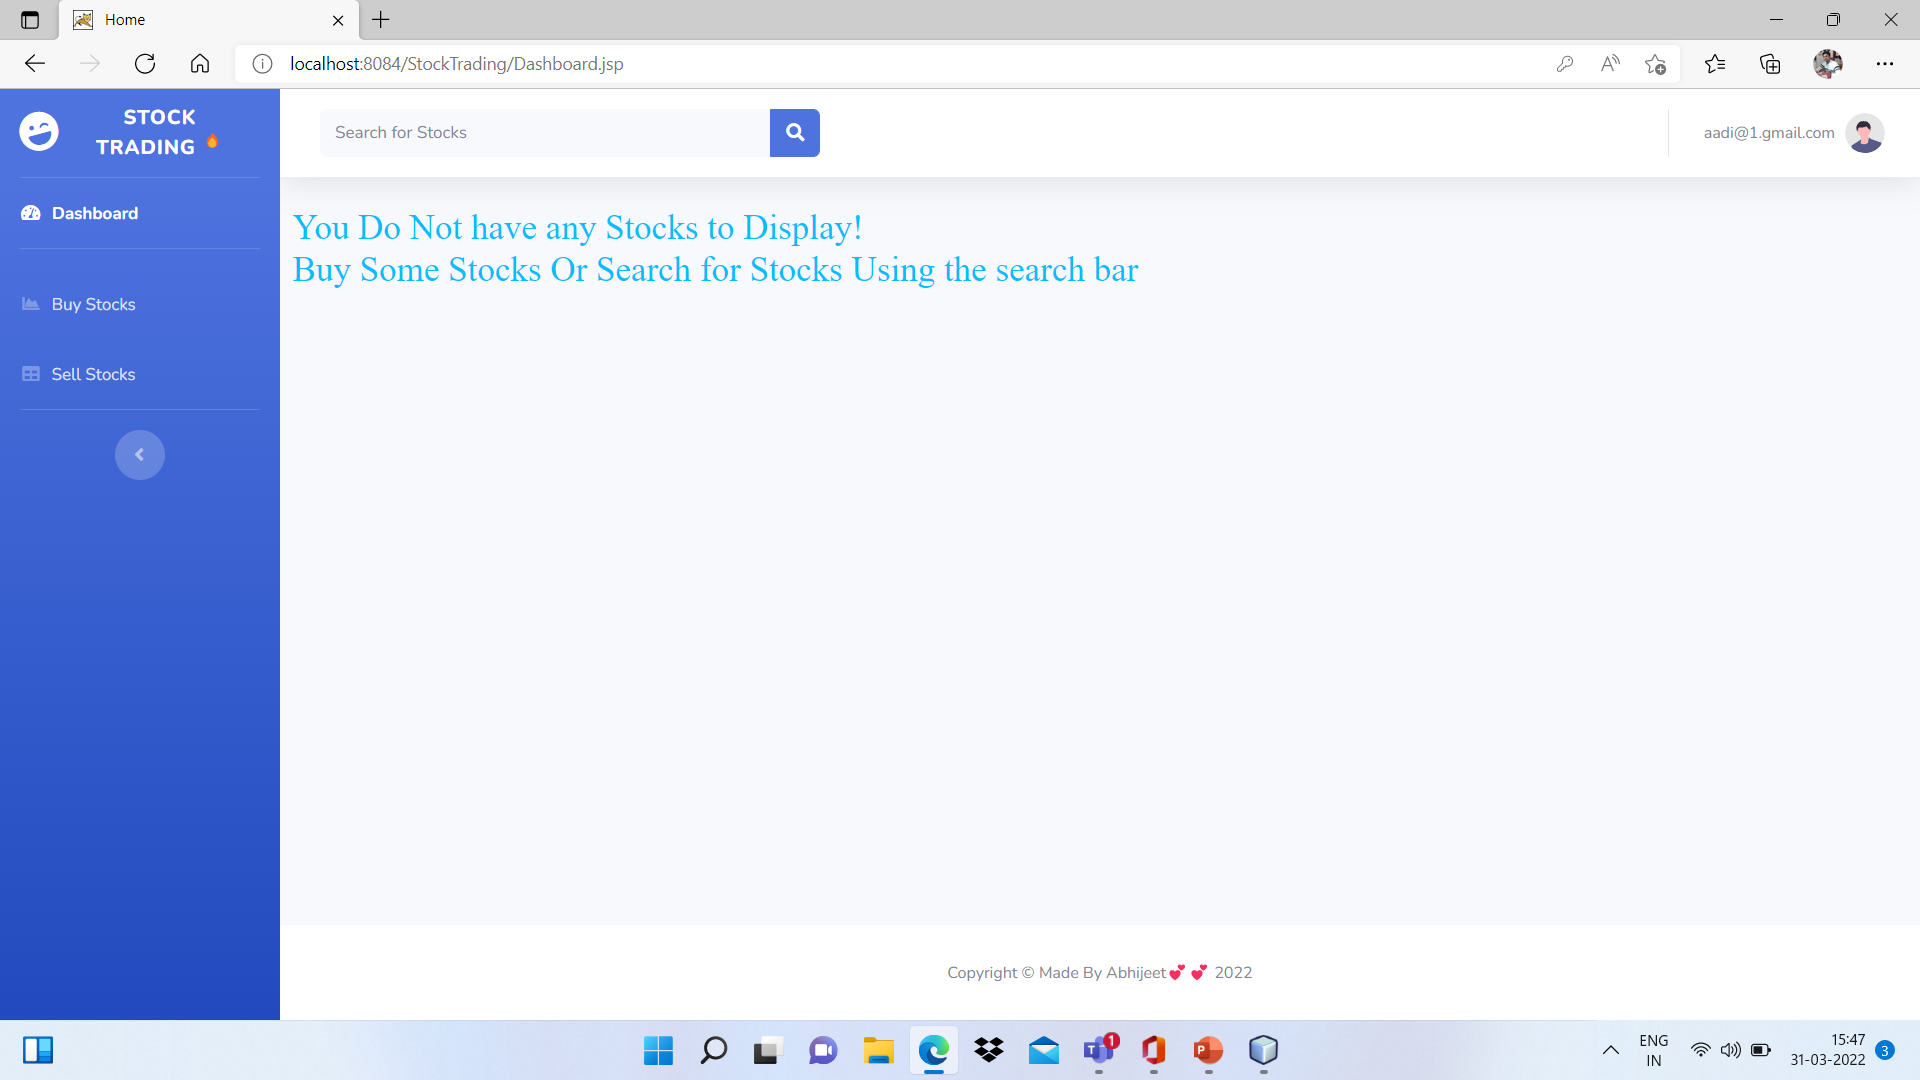 Home
localhost:8084/StockTrading/Dashboard.jsp
STOCK
TRADING 🔥
Search for Stocks
aadi@1.gmail.com
Dashboard
You Do Not have any Stocks to Display!
Buy Some Stocks Or Search for Stocks Using the search bar
Buy Stocks
Sell Stocks
Copyright © Made By Abhijeet💕💕 2022
1
ENG
IN
15:47
31-03-2022
3